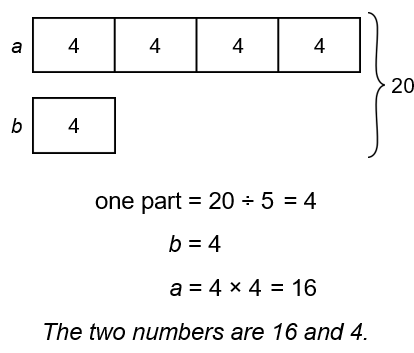 a 4 4 4 4
20
b 4
one part = 20 ÷ 5 = 4
b = 4
a = 4 × 4 = 16
The two numbers are 16 and 4.